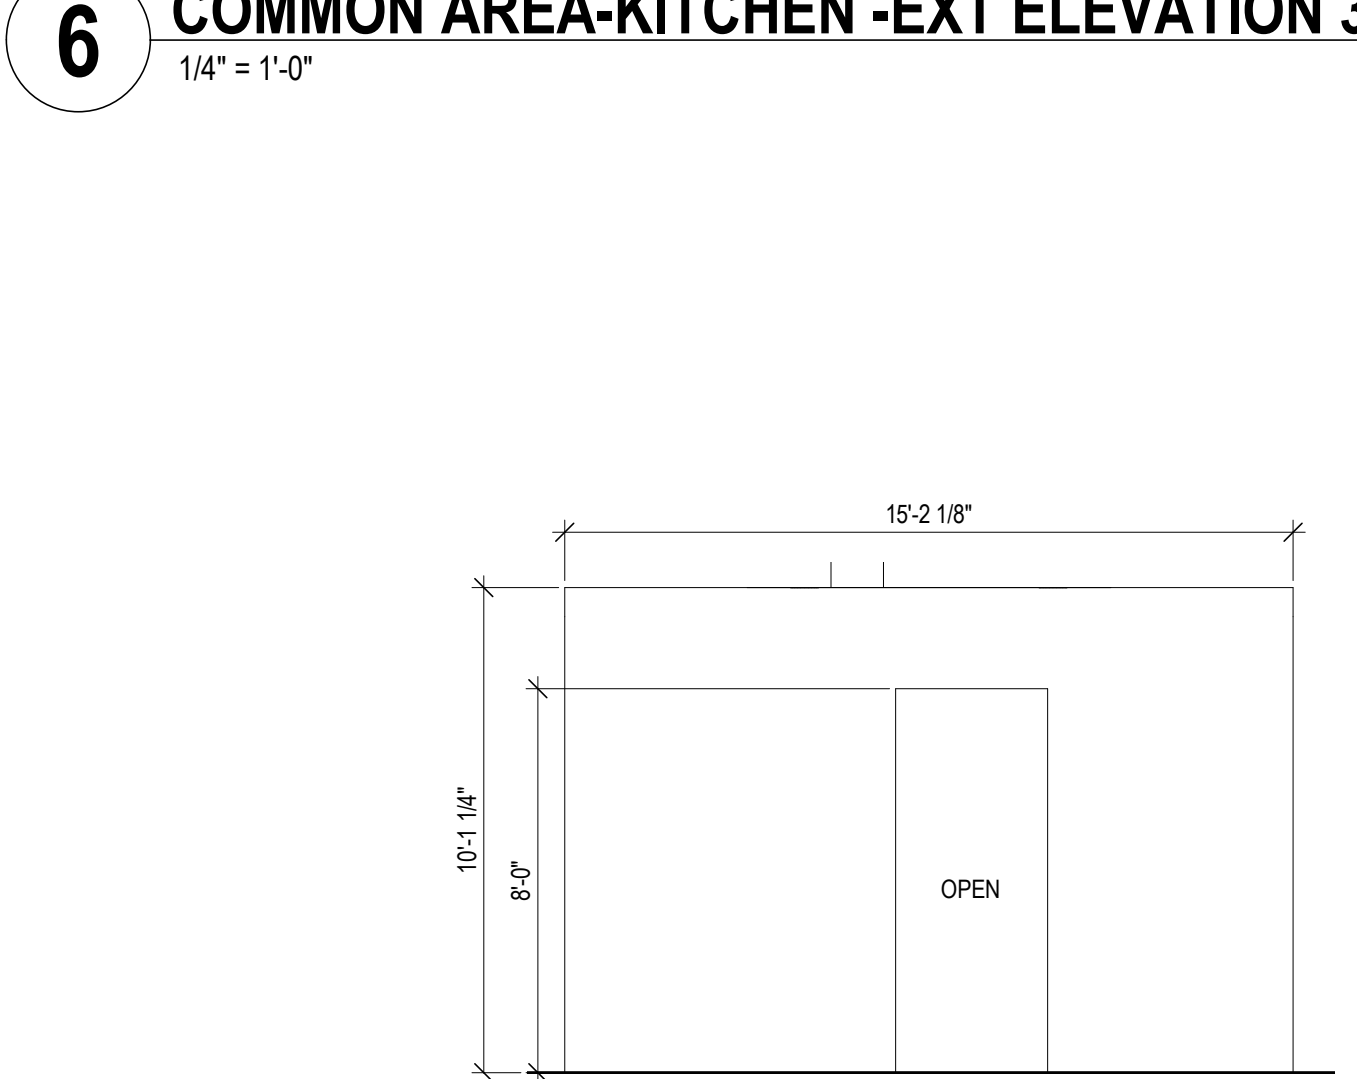 6
COMMON AREA-KITCHEN -EXT ELEVATION 3
1/4" = 1'-0"
15'-2 1/8"
10'-1 1/4"
8'-0"
OPEN